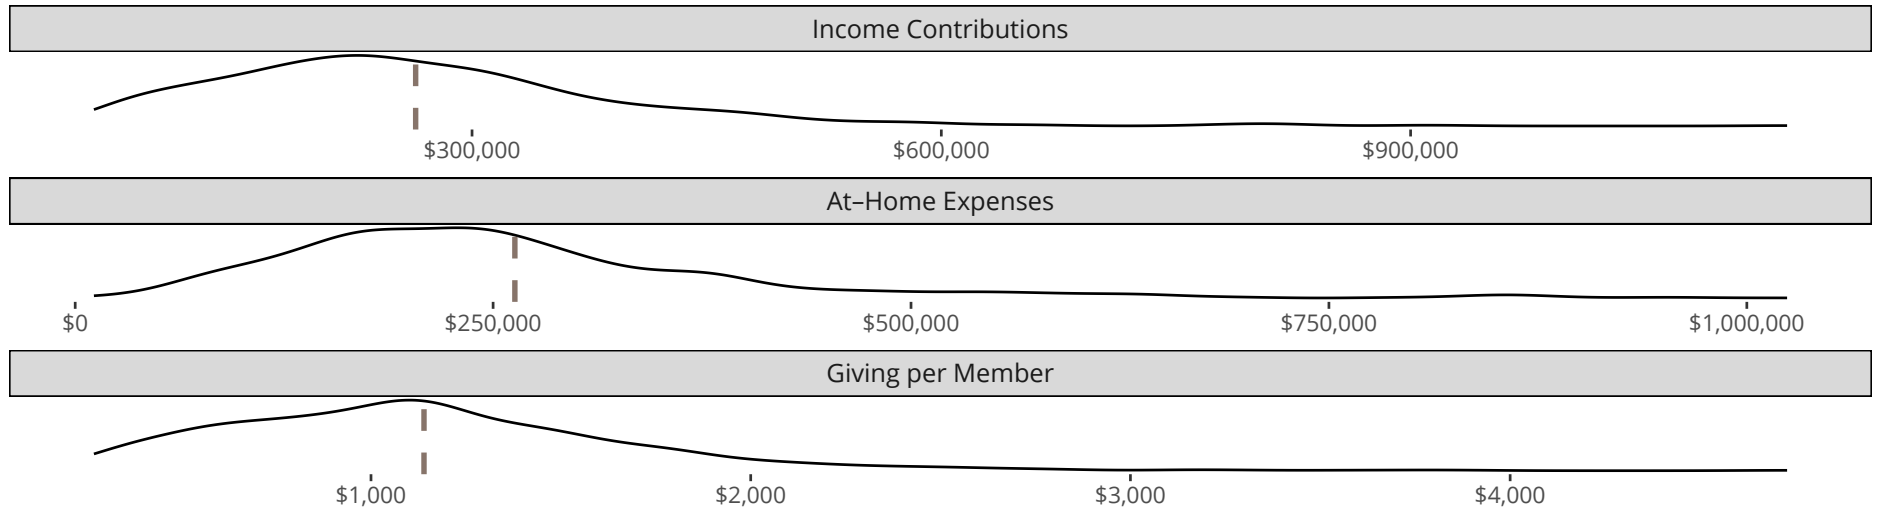 Income Contributions
$300,000 $600,000 $900,000
At–Home Expenses
$0 $250,000 $500,000 $750,000 $1,000,000
Giving per Member
$1,000 $2,000 $3,000 $4,000